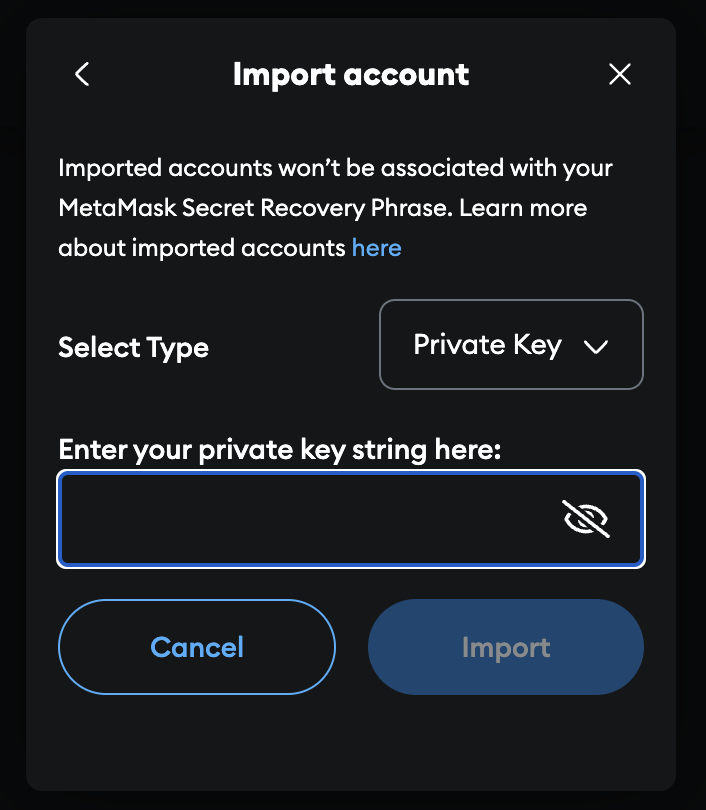 Import account
Imported accounts won’t be associated with your
MetaMask Secret Recovery Phrase. Learn more
about imported accounts here
Select Type
Private Key
Enter your private key string here:
Cancel
Import